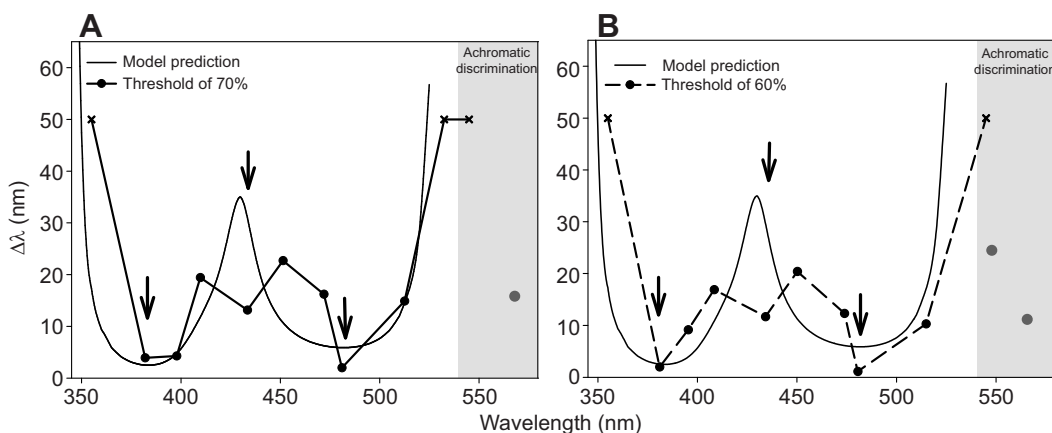 A
B
Achromatic
discrimination
Model prediction
Threshold of 70%
Achromatic
discrimination
Model prediction
Threshold of 60%
Δλ (nm)
60
50
40
30
20
10
0
60
50
40
30
20
10
0
350
400
450
500
550
350
400
450
500
550
Wavelength (nm)